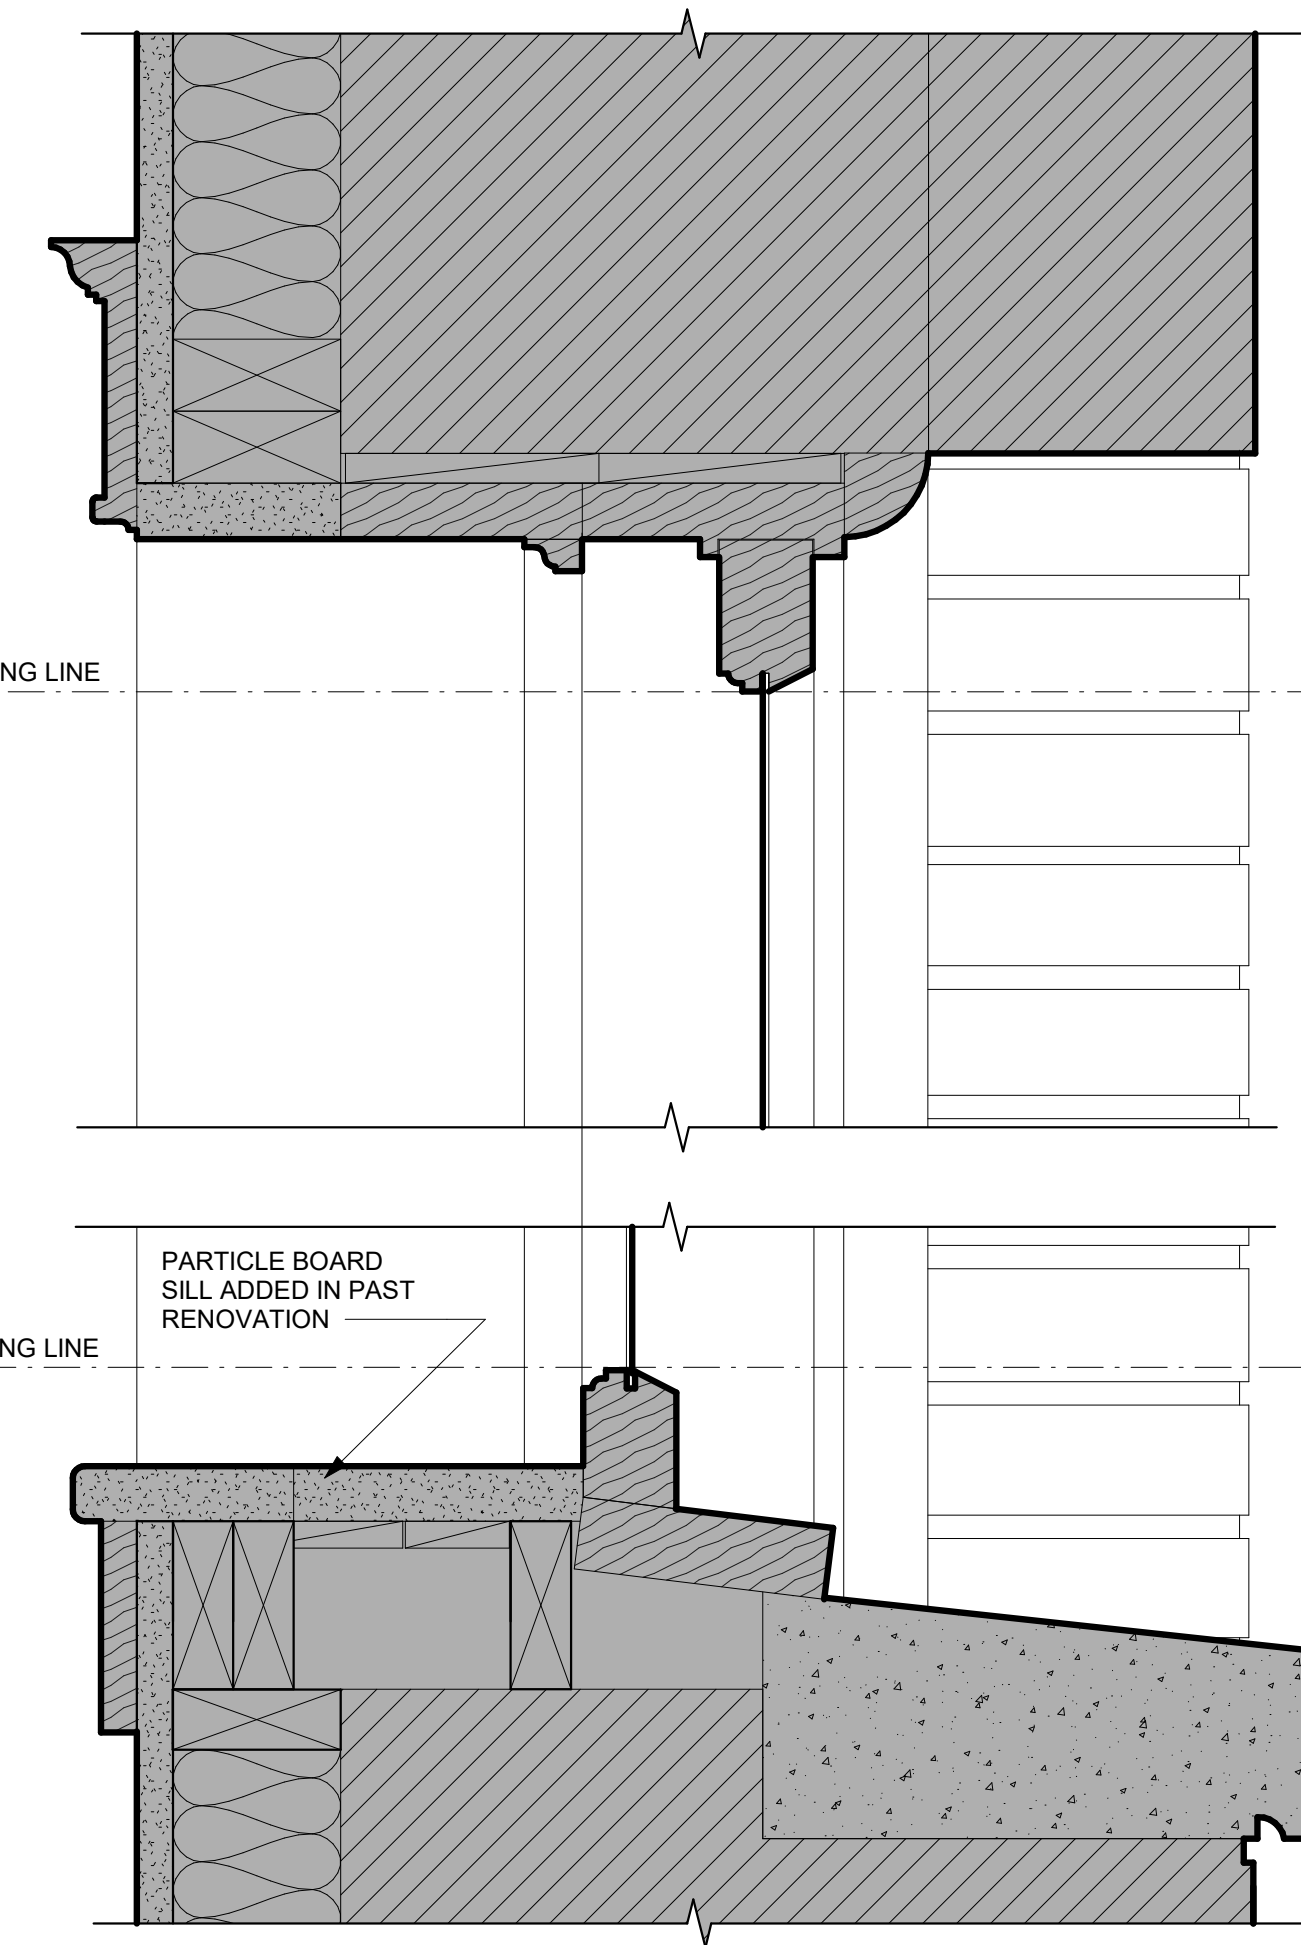 NG LINE
PARTICLE BOARD
SILL ADDED IN PAST
RENOVATION
NG LINE